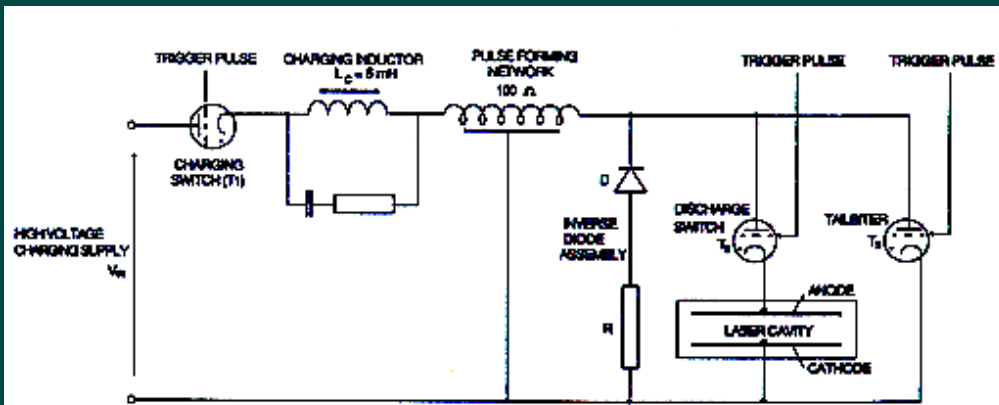 TRIGGER PULSE
CHARGING INDUCTOR
L_C = 5 mH
PULSE FORMING
NETWORK
100 Ω
TRIGGER PULSE
TRIGGER PULSE
CHARGING
SWITCH (T1)
HIGH VOLTAGE
CHARGING SUPPLY
D
INVERSE
DIODE
ASSEMBLY
R
DISCHARGE
SWITCH
TAILBITER
ANODE
LASER CAVITY
CATHODE